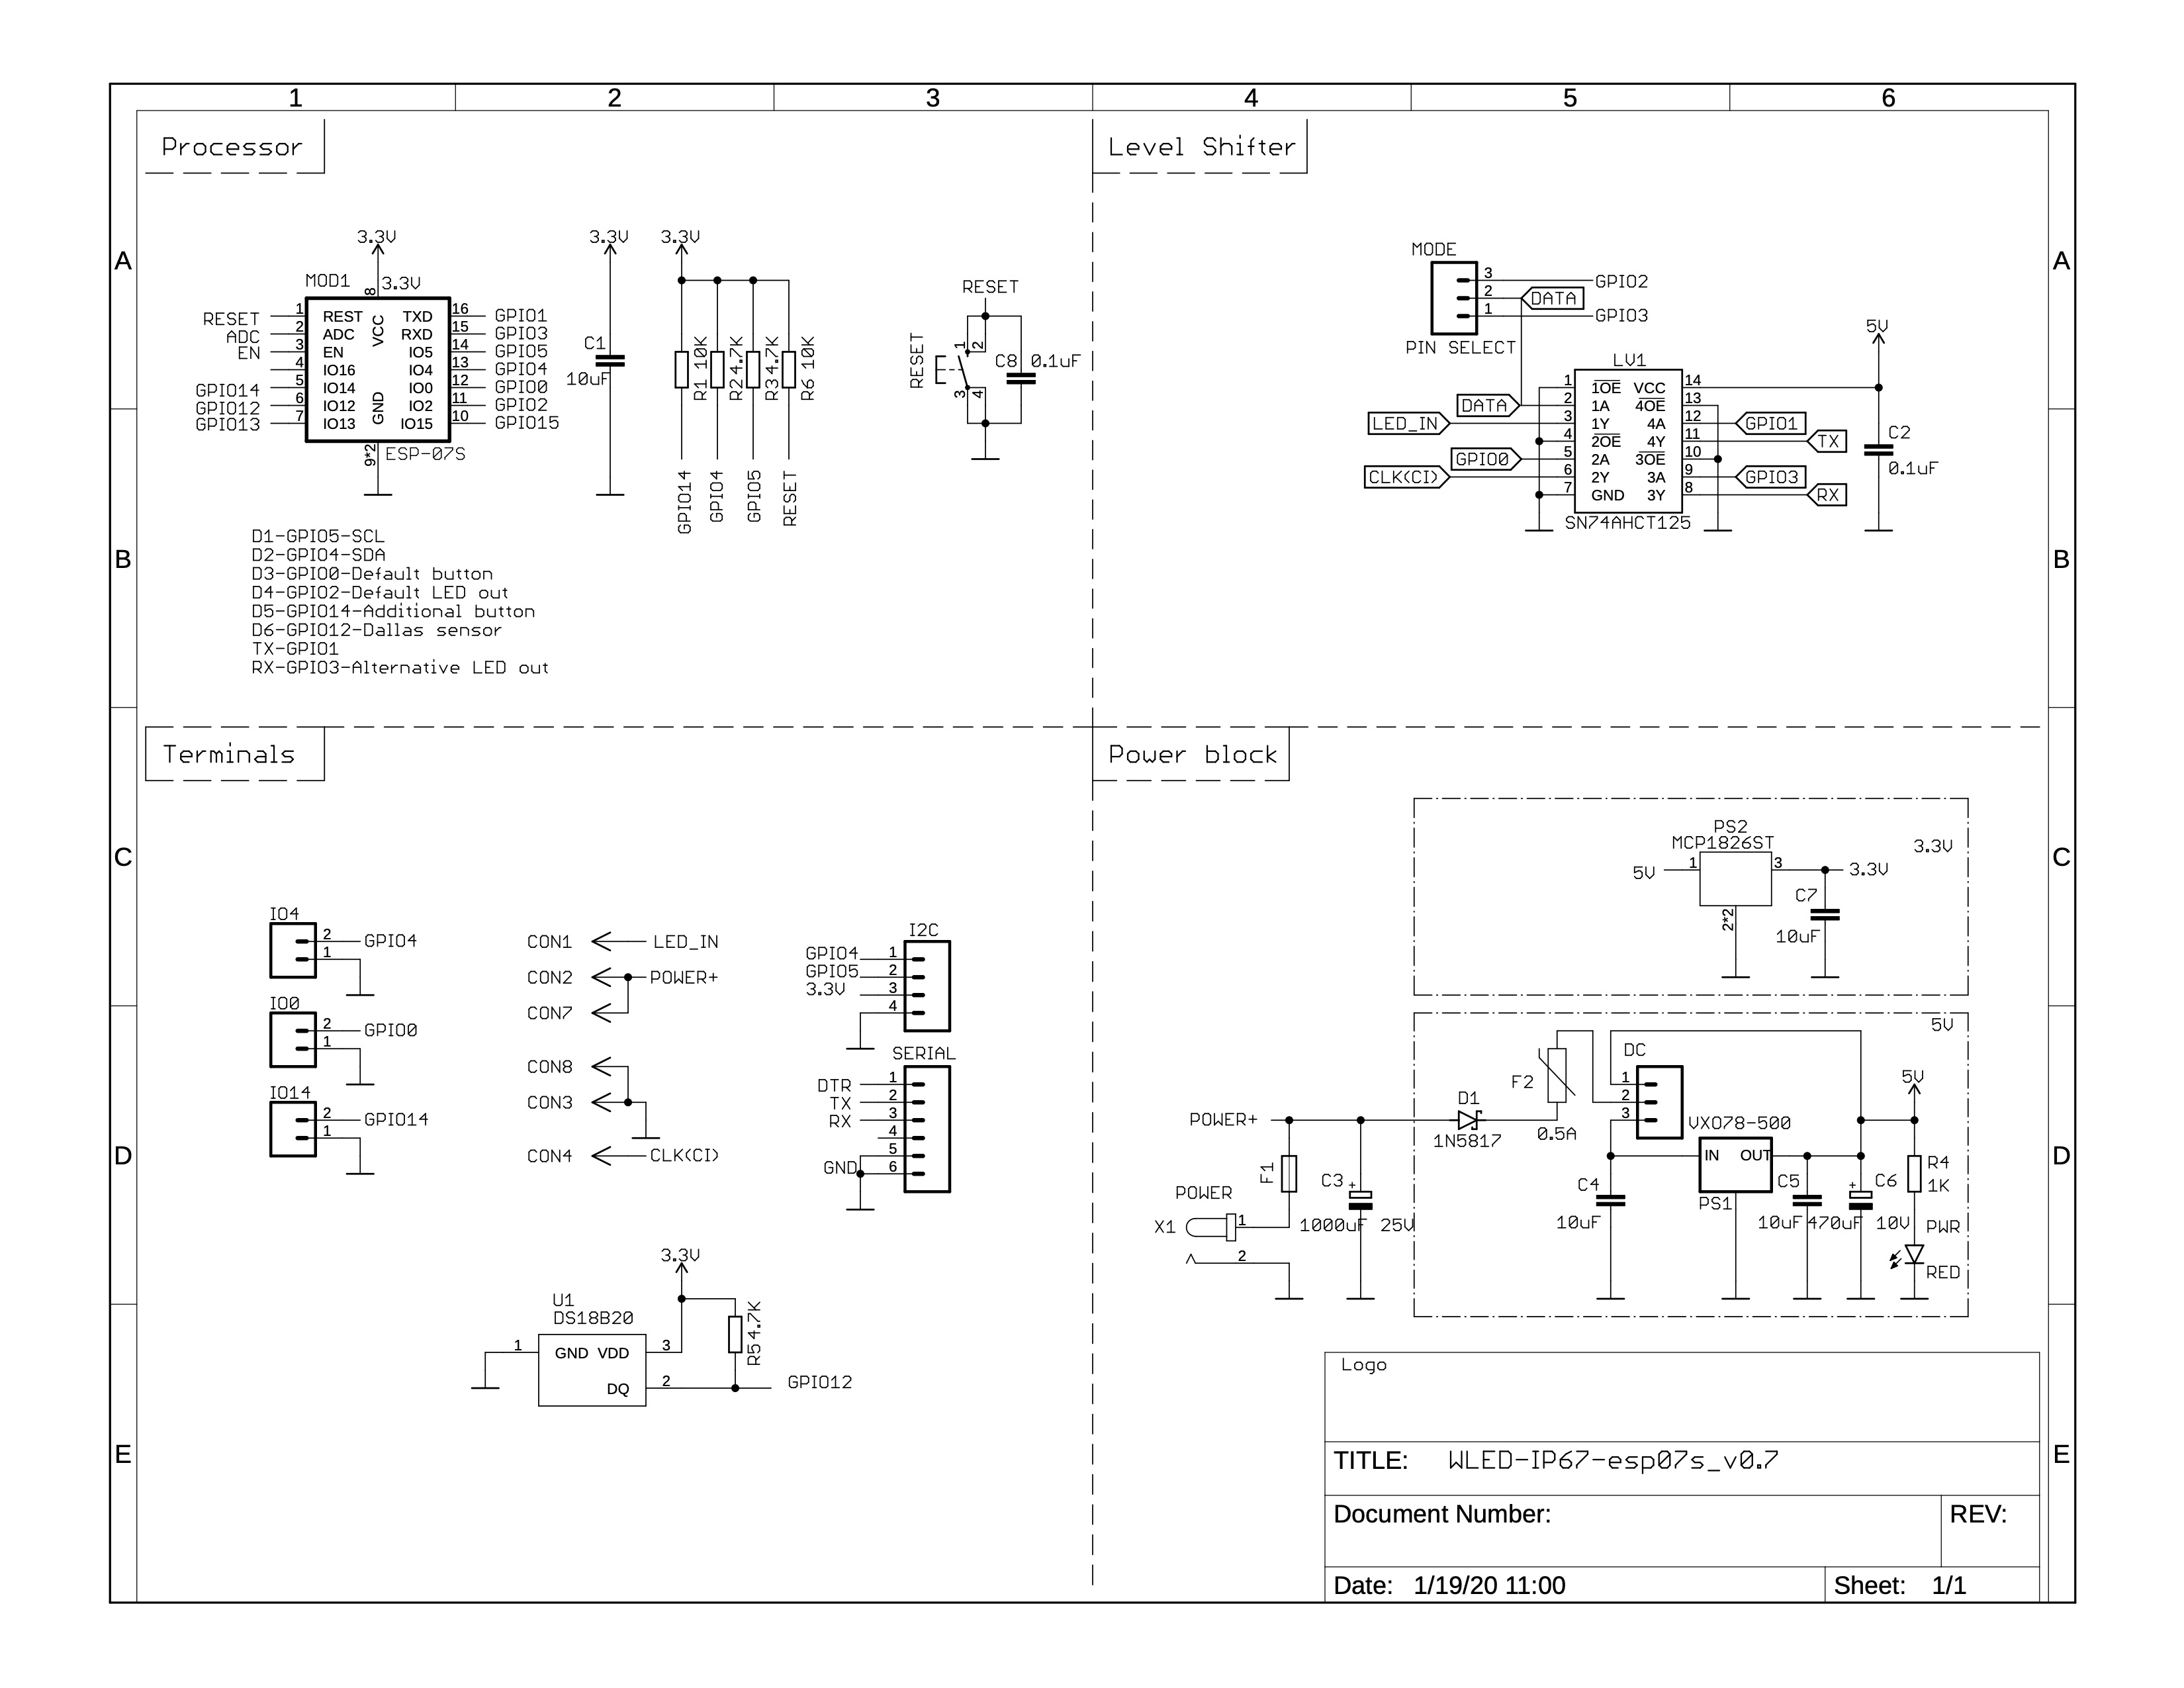 1 2 3 4 5 6
A A
B B
C C
D D
E E
Processor
3.3V
MOD1
3.3V
8
RESET 1 REST
ADC 2 ADC
EN 3 EN
4 IO16
GPIO14 5 IO14
GPIO12 6 IO12
GPIO13 7 IO13
VCC
GND
TXD 16 GPIO1
RXD 15 GPIO3
IO5 14 GPIO5
IO4 13 GPIO4
IO0 12 GPIO0
IO2 11 GPIO2
IO15 10 GPIO15
9*2
ESP-07S
3.3V
C1
10uF
3.3V
R1 10K
R2 4.7K
R3 4.7K
R6 10K
GPIO14
GPIO4
GPIO5
RESET
RESET
RESET
1 2
3 4
C8 0.1uF
D1-GPIO5-SCL
D2-GPIO4-SDA
D3-GPIO0-Default button
D4-GPIO2-Default LED out
D5-GPIO14-Additional button
D6-GPIO12-Dallas sensor
TX-GPIO1
RX-GPIO3-Alternative LED out
Level Shifter
MODE
3 GPIO2
2 DATA
1 GPIO3
PIN SELECT
LV1
1 1OE
DATA 2 1A
LED_IN 3 1Y
4 2OE
GPIO0 5 2A
CLK(CI) 6 2Y
7 GND
VCC 14
4OE 13
4A 12 GPIO1
4Y 11 TX
3OE 10
3A 9 GPIO3
3Y 8 RX
SN74AHCT125
5V
C2
0.1uF
Terminals
IO4
2 GPIO4
1
IO0
2 GPIO0
1
IO14
2 GPIO14
1
CON1 LED_IN
CON2 POWER+
CON7
CON8
CON3
CON4 CLK(CI)
I2C
GPIO4 1
GPIO5 2
3.3V 3
4
SERIAL
DTR 1
TX 2
RX 3
4
5
GND 6
3.3V
U1
DS18B20
1 GND VDD 3
DQ 2
R5 4.7K
GPIO12
Power block
PS2
MCP1826ST
3.3V
5V 1 3 3.3V
2*2
C7
10uF
5V
DC
1
2
3
F2
0.5A
D1
1N5817
POWER+
F1
C3 +
1000uF 25V
POWER
X1 1
2
VXO78-500
IN OUT
PS1
C4
10uF
C5
10uF
+ C6
470uF 10V
5V
R4
1K
PWR
RED
Logo
TITLE: WLED-IP67-esp07s_v0.7
Document Number:
REV:
Date: 1/19/20 11:00
Sheet: 1/1